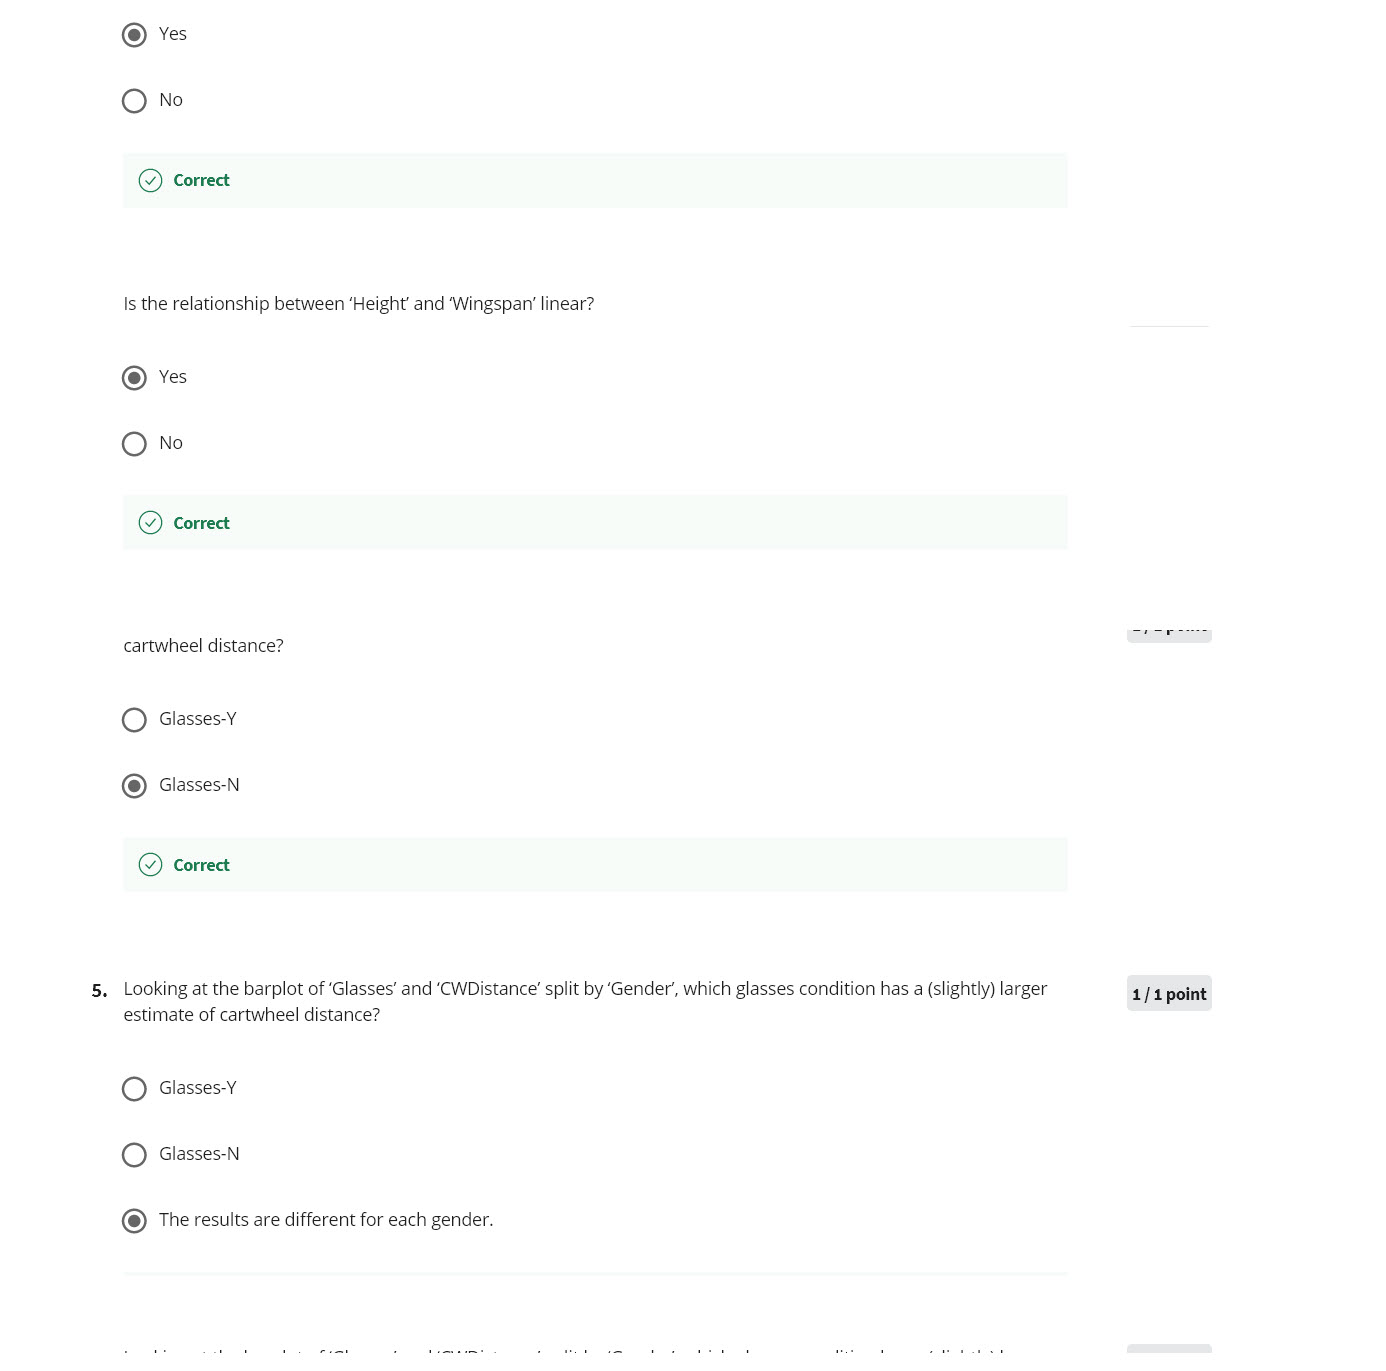 Yes
No
Correct
Is the relationship between ‘Height’ and ‘Wingspan’ linear?
Yes
No
Correct
cartwheel distance?
Glasses-Y
Glasses-N
Correct
5. Looking at the barplot of ‘Glasses’ and ‘CWDistance’ split by ‘Gender’, which glasses condition has a (slightly) larger
1 / 1 point
estimate of cartwheel distance?
Glasses-Y
Glasses-N
The results are different for each gender.